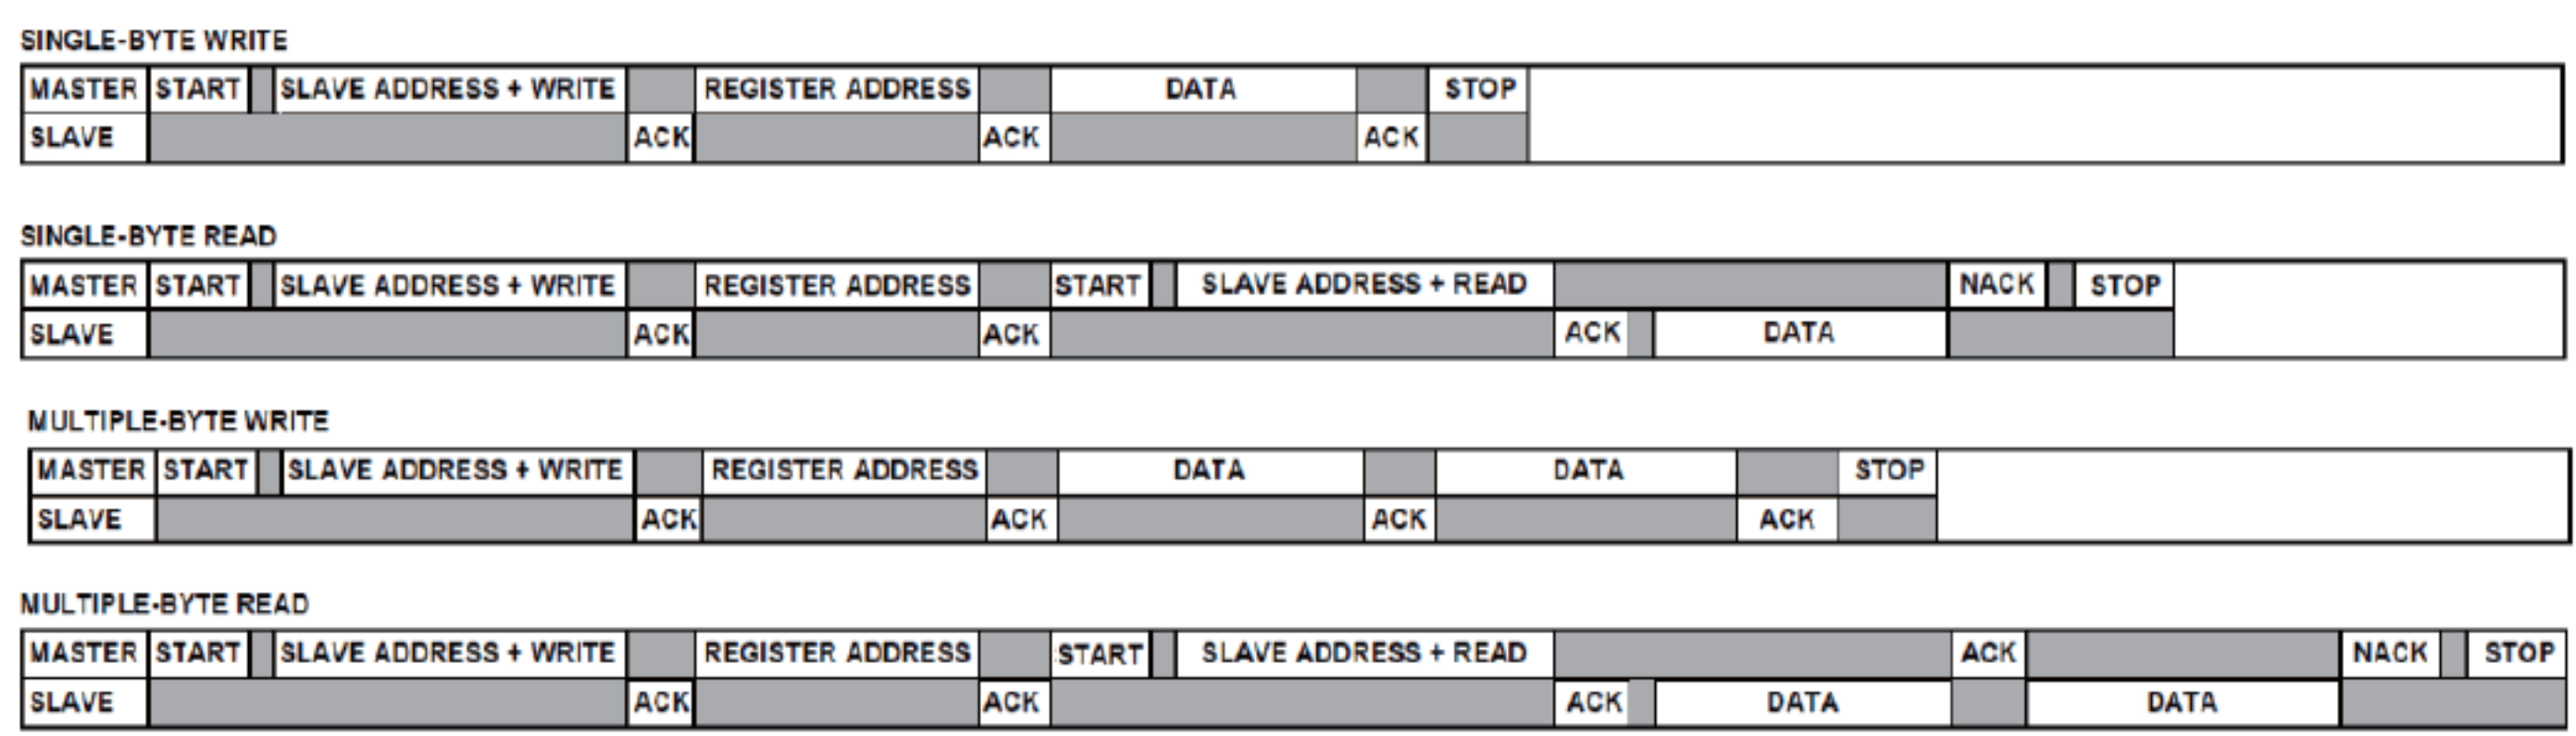 SINGLE-BYTE WRITE
MASTER START SLAVE ADDRESS + WRITE REGISTER ADDRESS DATA STOP
SLAVE ACK ACK ACK
SINGLE-BYTE READ
MASTER START SLAVE ADDRESS + WRITE REGISTER ADDRESS START SLAVE ADDRESS + READ NACK STOP
SLAVE ACK ACK ACK DATA
MULTIPLE-BYTE WRITE
MASTER START SLAVE ADDRESS + WRITE REGISTER ADDRESS DATA DATA STOP
SLAVE ACK ACK ACK ACK
MULTIPLE-BYTE READ
MASTER START SLAVE ADDRESS + WRITE REGISTER ADDRESS START SLAVE ADDRESS + READ ACK NACK STOP
SLAVE ACK ACK ACK DATA DATA